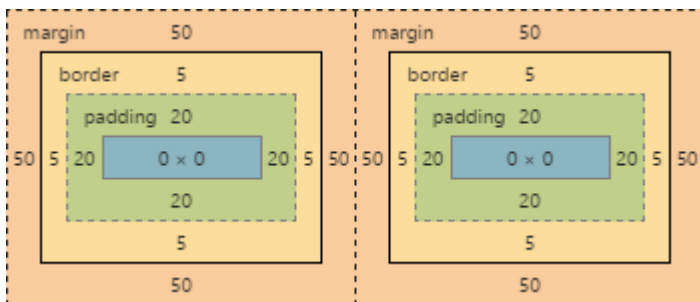 margin 50 margin 50
border 5 border 5
padding 20 padding 20
50 5 20 0 × 0 20 5 50 50 5 20 0 × 0 20 5 50
20 20
5 5
50 50